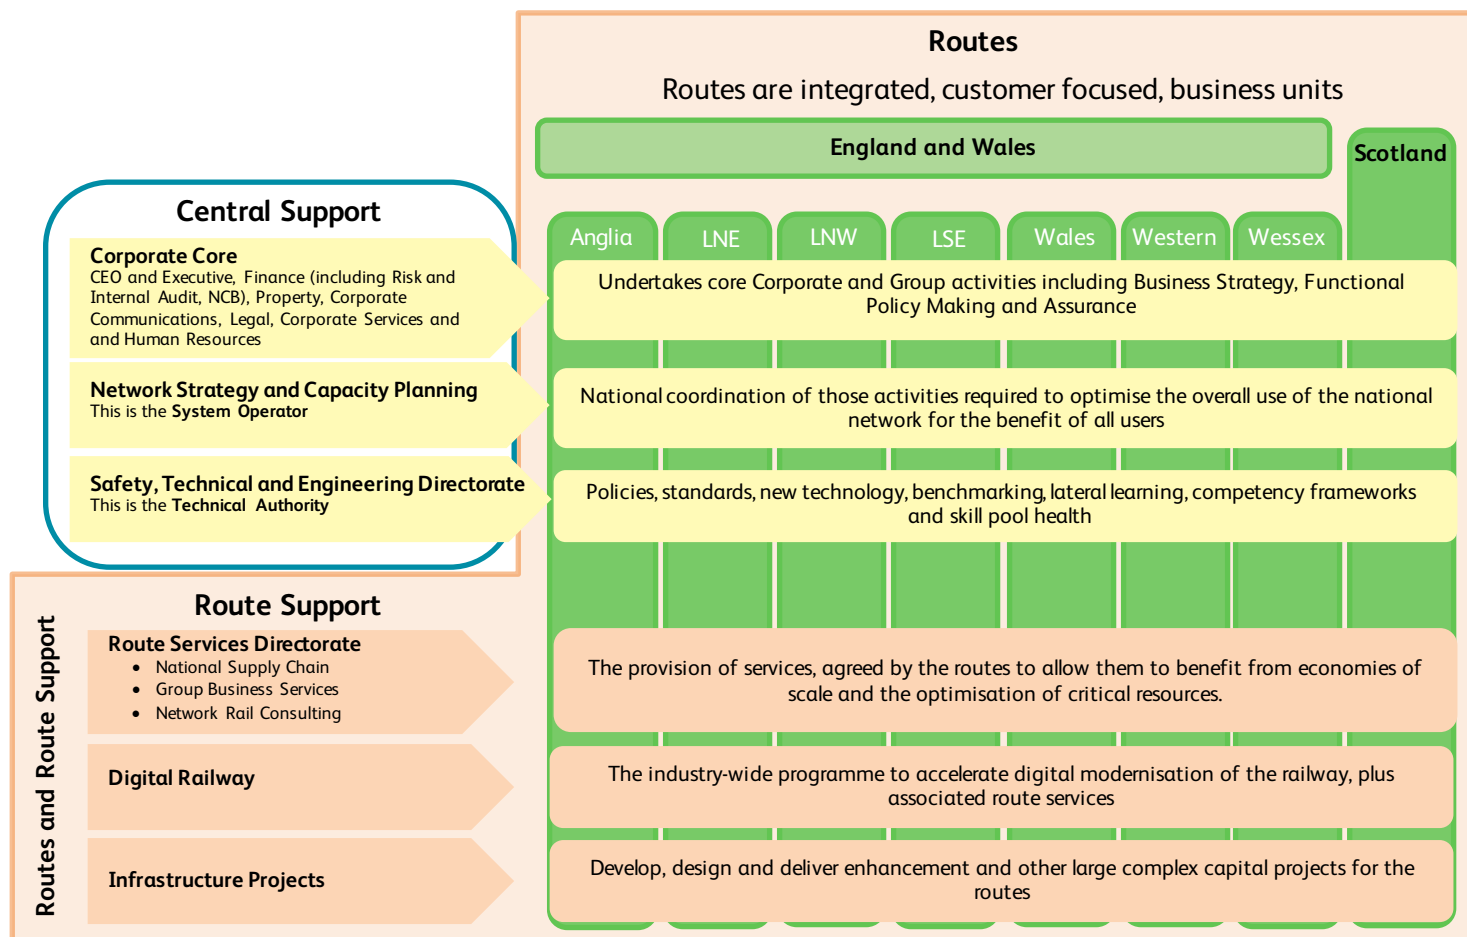 Routes
Routes are integrated, customer focused, business units
England and Wales
Scotland
Anglia
LNE
LNW
LSE
Wales
Western
Wessex
Central Support
Corporate Core
CEO and Executive, Finance (including Risk and
Internal Audit, NCB), Property, Corporate
Communications, Legal, Corporate Services and
and Human Resources
Undertakes core Corporate and Group activities including Business Strategy, Functional
Policy Making and Assurance
Network Strategy and Capacity Planning
This is the System Operator
National coordination of those activities required to optimise the overall use of the national
network for the benefit of all users
Safety, Technical and Engineering Directorate
This is the Technical Authority
Policies, standards, new technology, benchmarking, lateral learning, competency frameworks
and skill pool health
Routes and Route Support
Route Support
Route Services Directorate
• National Supply Chain
• Group Business Services
• Network Rail Consulting
The provision of services, agreed by the routes to allow them to benefit from economies of
scale and the optimisation of critical resources.
Digital Railway
The industry-wide programme to accelerate digital modernisation of the railway, plus
associated route services
Infrastructure Projects
Develop, design and deliver enhancement and other large complex capital projects for the
routes